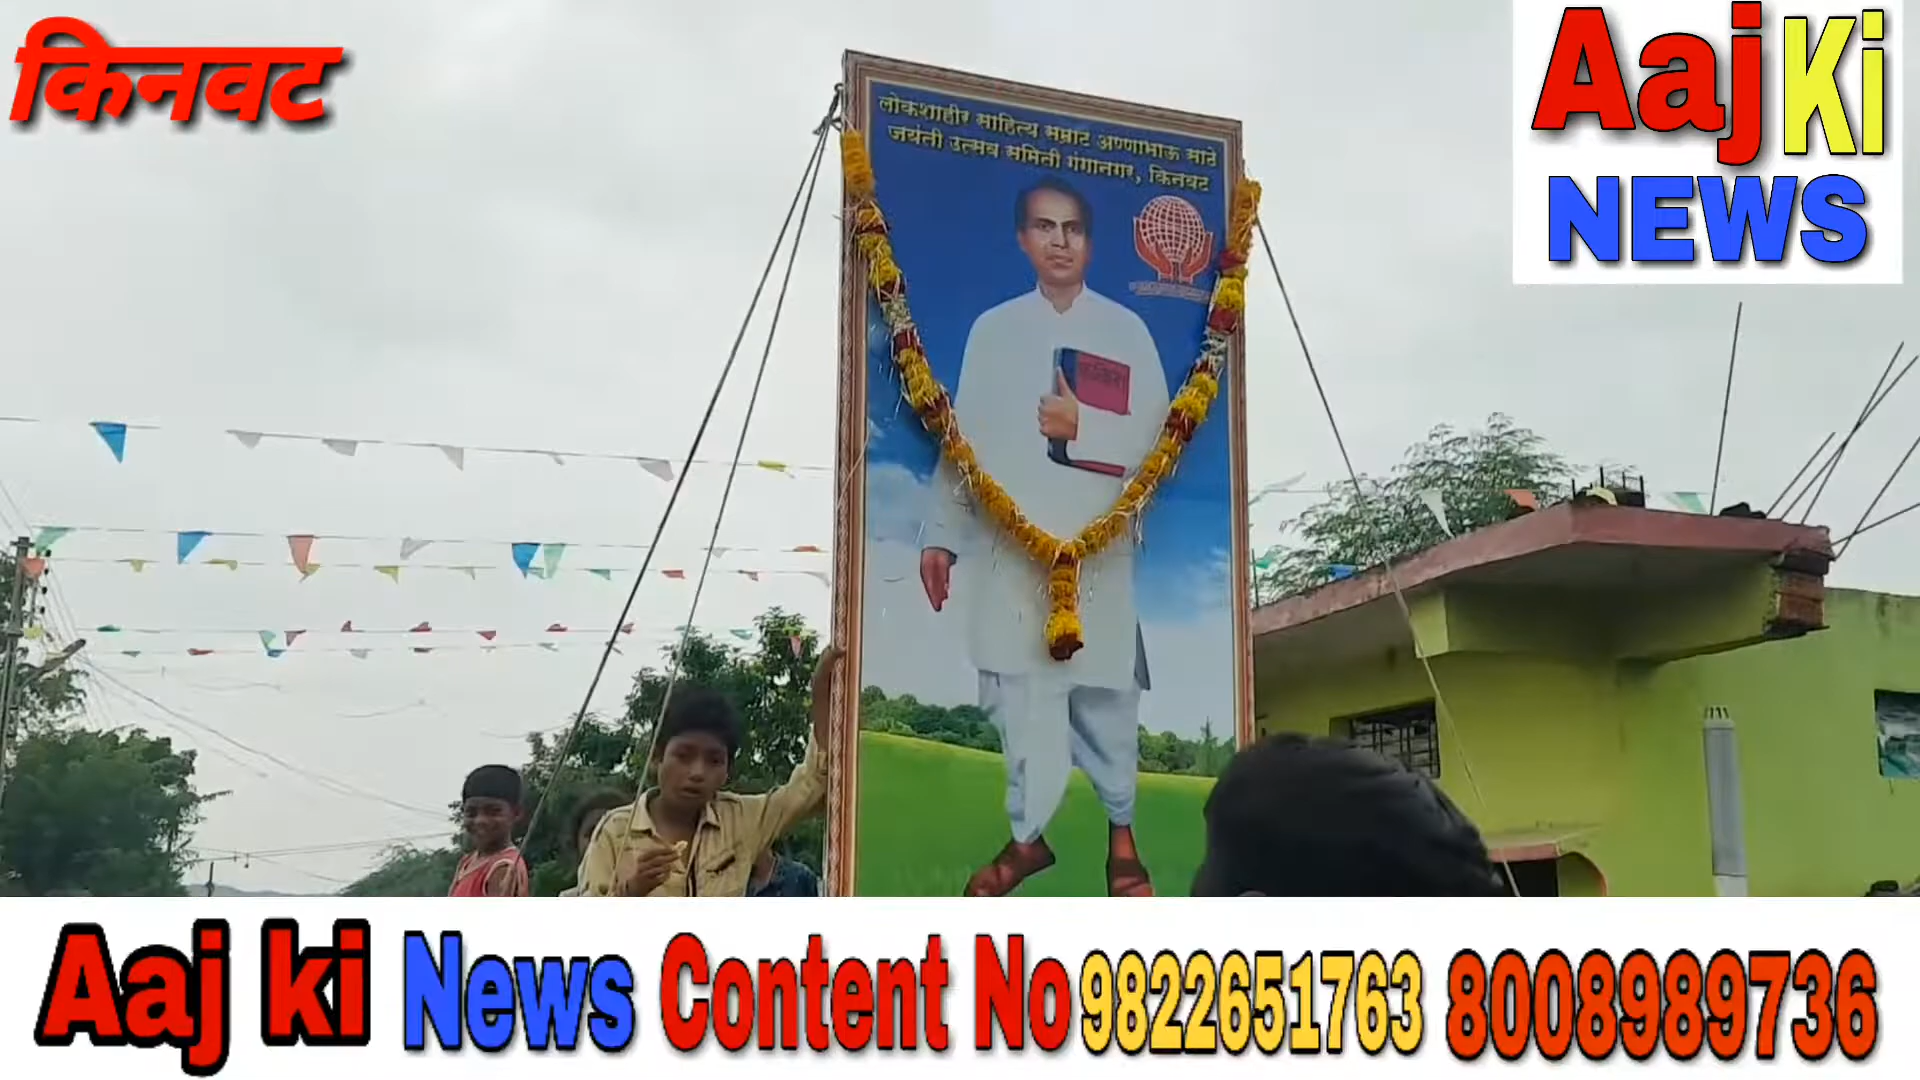 किनवट
Aaj Ki
NEWS
लोकशाहीर साहित्य सम्राट अण्णाभाऊ साठे
जयंती उत्सव समिती गंगानगर, किनवट
Aaj ki News Content No 9822651763 8008989736